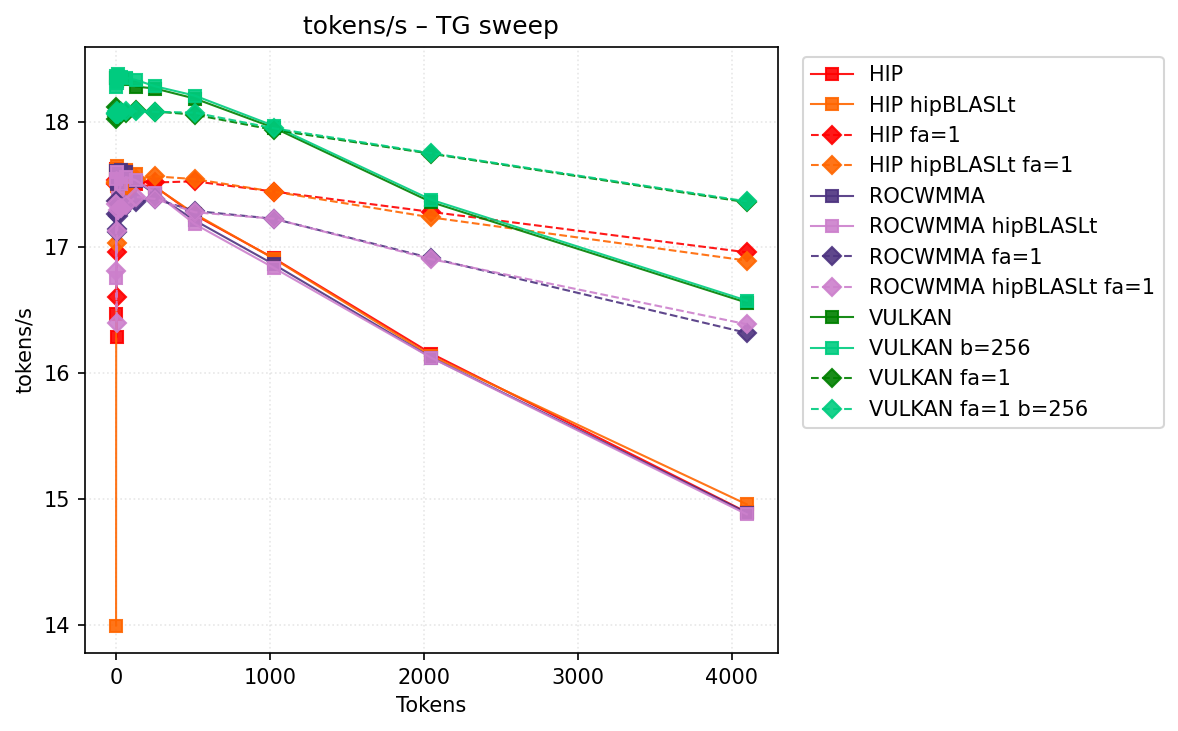 tokens/s – TG sweep
tokens/s
18
17
16
15
14
0 1000 2000 3000 4000
Tokens
HIP
HIP hipBLASLt
HIP fa=1
HIP hipBLASLt fa=1
ROCWMMA
ROCWMMA hipBLASLt
ROCWMMA fa=1
ROCWMMA hipBLASLt fa=1
VULKAN
VULKAN b=256
VULKAN fa=1
VULKAN fa=1 b=256